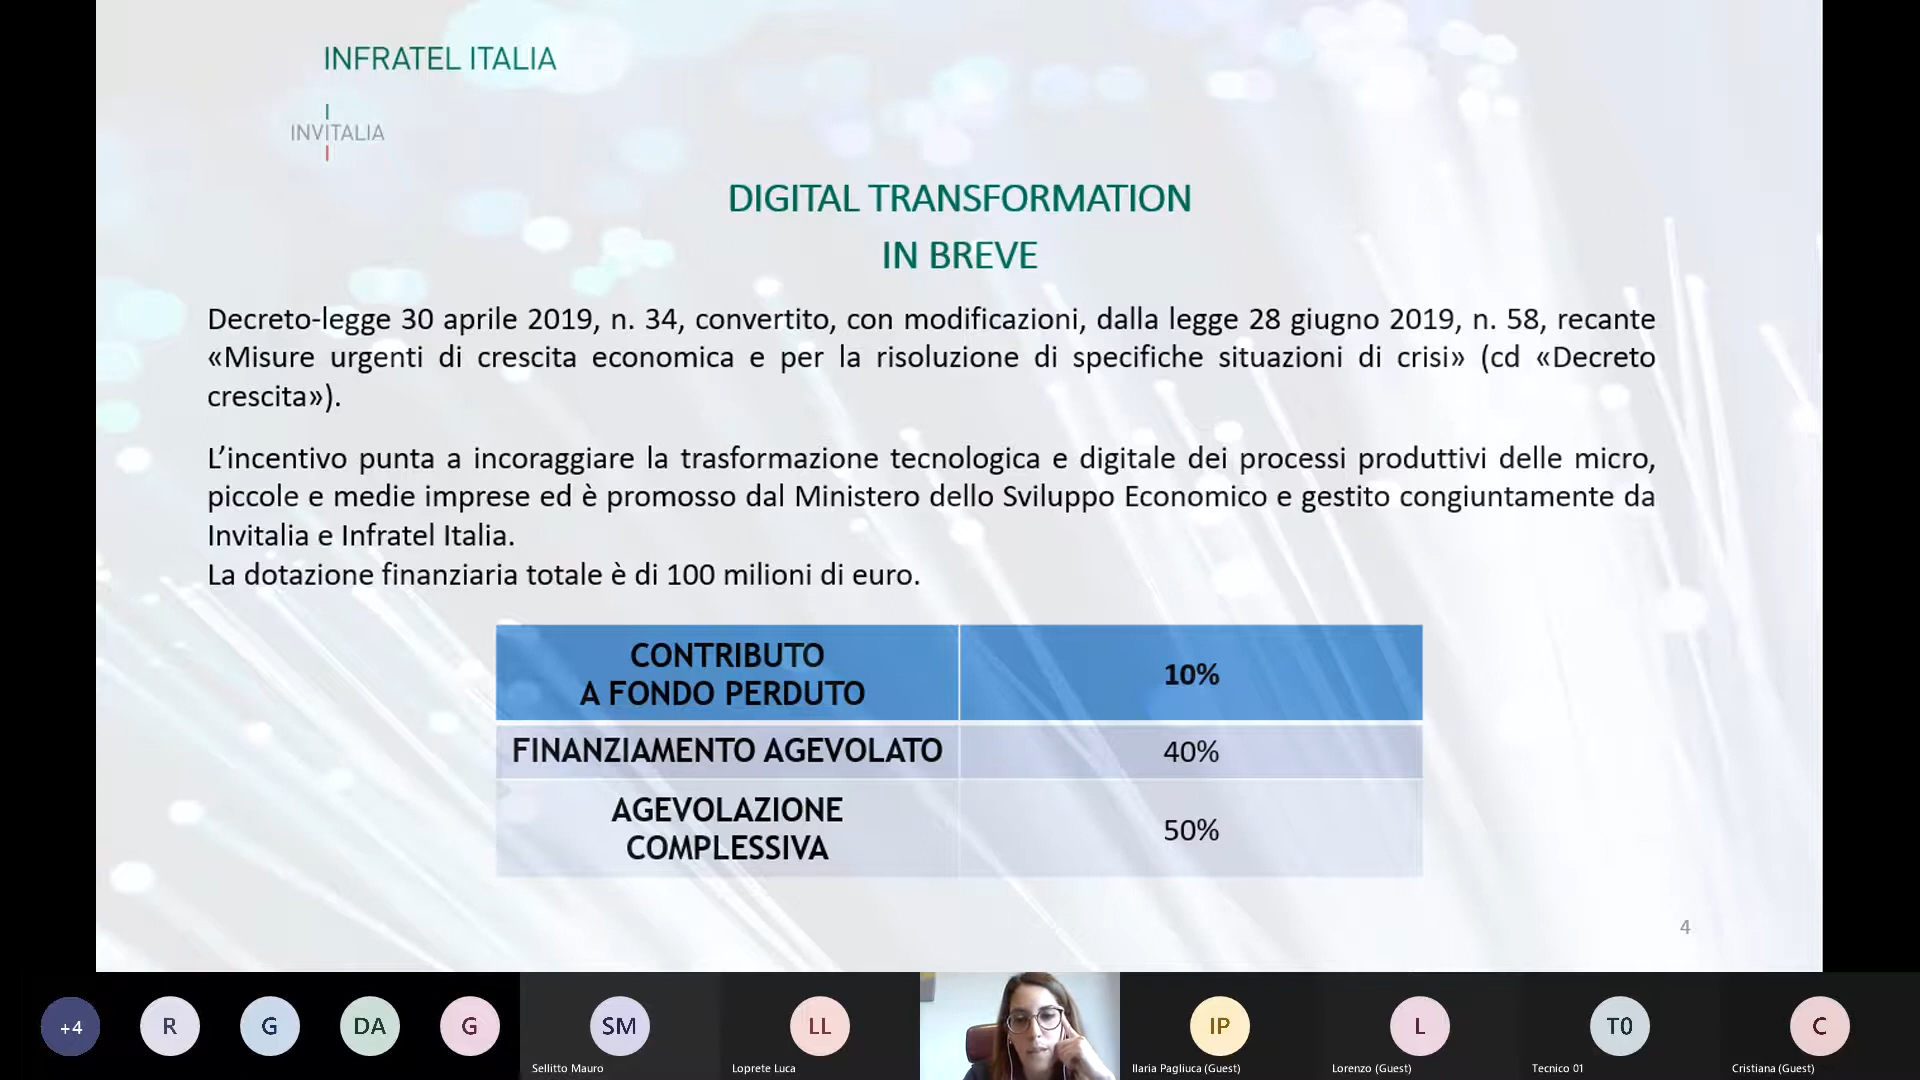 INFRATEL ITALIA
INVITALIA
DIGITAL TRANSFORMATION
IN BREVE
Decreto-legge 30 aprile 2019, n. 34, convertito, con modificazioni, dalla legge 28 giugno 2019, n. 58, recante
«Misure urgenti di crescita economica e per la risoluzione di specifiche situazioni di crisi» (cd «Decreto
crescita»).
L’incentivo punta a incoraggiare la trasformazione tecnologica e digitale dei processi produttivi delle micro,
piccole e medie imprese ed è promosso dal Ministero dello Sviluppo Economico e gestito congiuntamente da
Invitalia e Infratel Italia.
La dotazione finanziaria totale è di 100 milioni di euro.
CONTRIBUTO
A FONDO PERDUTO
10%
FINANZIAMENTO AGEVOLATO
40%
AGEVOLAZIONE
COMPLESSIVA
50%
4
+4
R
G
DA
G
SM
Sellitto Mauro
LL
Loprete Luca
IP
Ilaria Pagliuca (Guest)
L
Lorenzo (Guest)
T0
Tecnico 01
C
Cristiana (Guest)